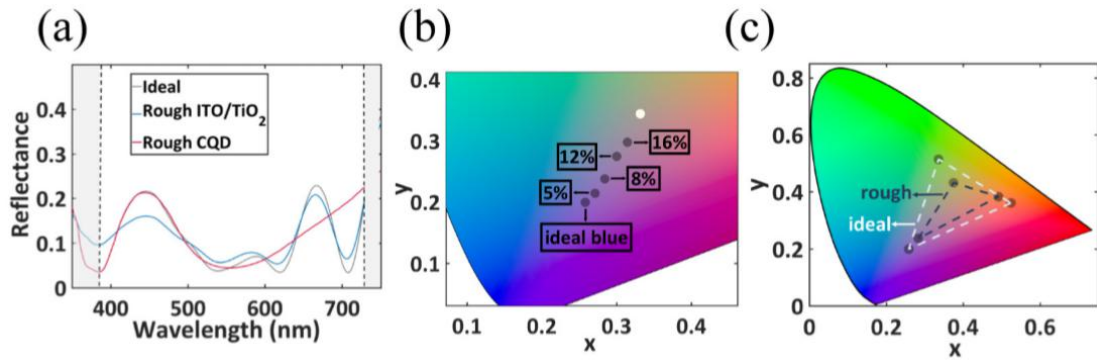 (a)
Reflectance
0.4
0.3
0.2
0.1
0
Ideal
Rough ITO/TiO₂
Rough CQD
400
500
600
700
Wavelength (nm)
(b)
y
0.4
0.3
0.2
0.1
16%
12%
8%
5%
ideal blue
0.1
0.2
0.3
0.4
x
(c)
y
0.8
0.6
0.4
0.2
0
rough
ideal
0
0.2
0.4
0.6
x